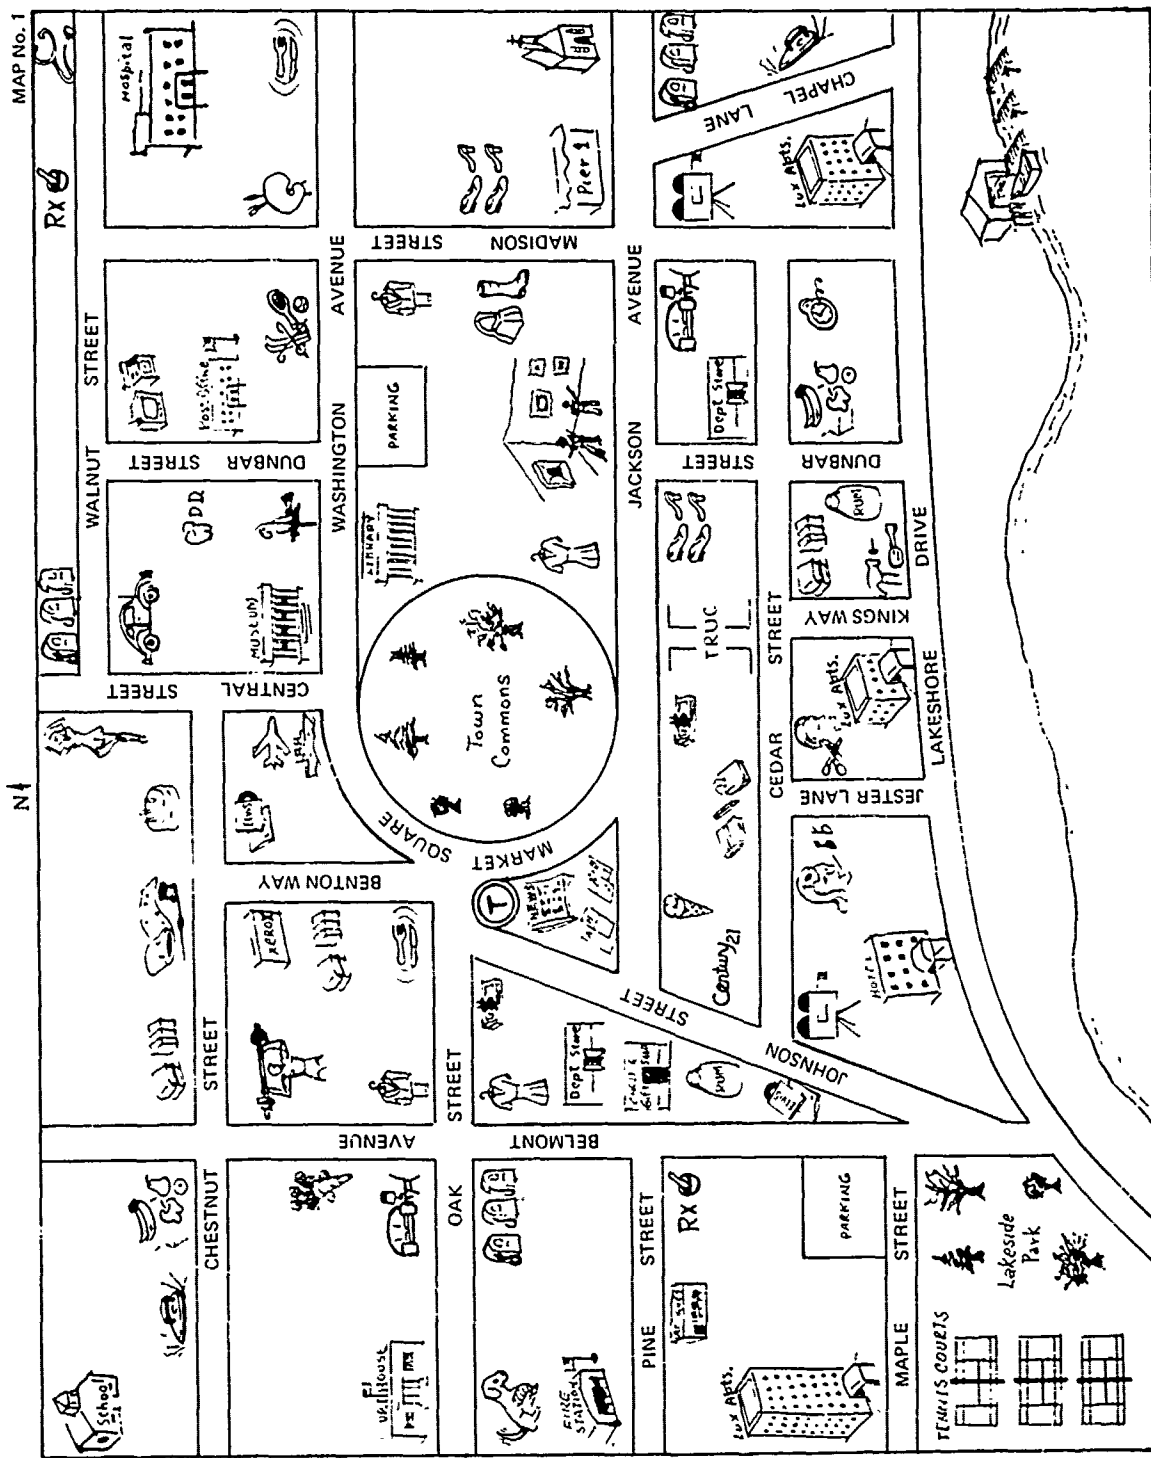 MAP No. 1
N
Rx
WALNUT STREET
Hospital
Post Office
DD
MUSEUM
DUNBAR STREET
CENTRAL STREET
WASHINGTON AVENUE
MADISON STREET
PARKING
LIBRARY
Town Commons
MARKET SQUARE
BENTON WAY
XEROX
NEWS
T
Pier 1
JACKSON AVENUE
Dept Store
DUNBAR STREET
CHAPEL LANE
Lux Apts.
TRUC
Century 21
CEDAR STREET
KINGS WAY
RUM
JESTER LANE
Lux Apts.
LAKESHORE DRIVE
HOTEL
JOHNSON STREET
Dept Store
RUM
BELMONT AVENUE
CHESTNUT STREET
School
OAK STREET
FIRE STATION
PINE STREET
Rx
Lux Apts.
PARKING
MAPLE STREET
TENNIS COURTS
Lakeside Park